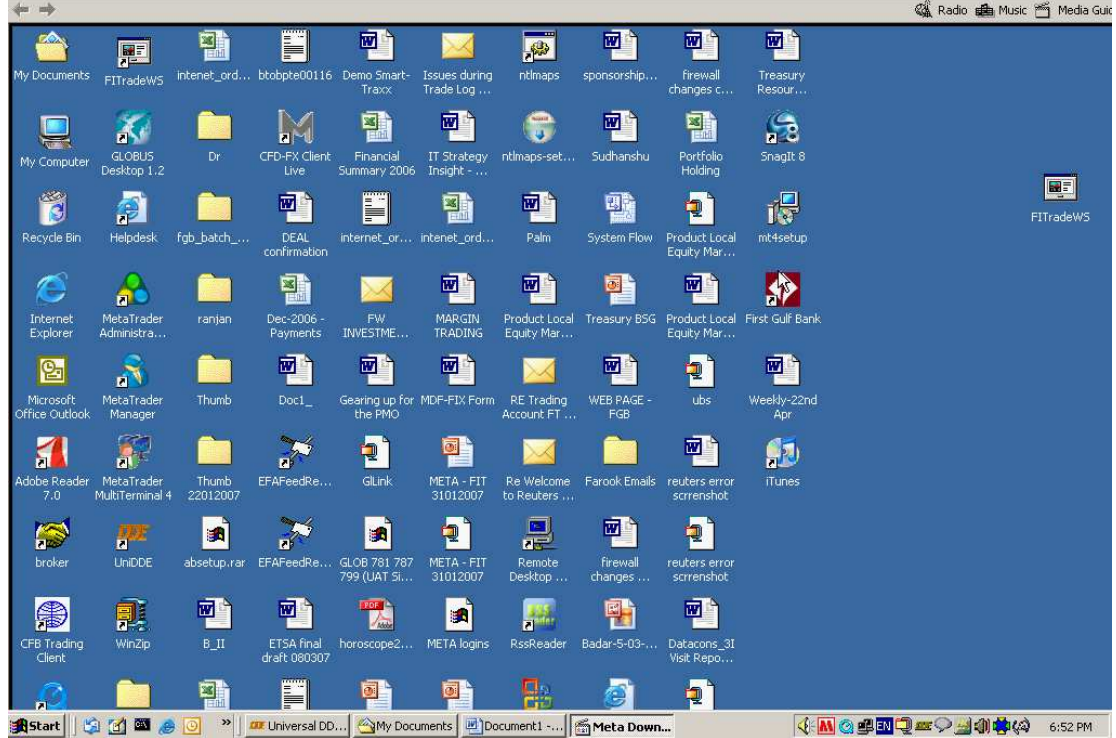 Radio Music Media Guid
My Documents FITradeWS intenet_ord... btobpte00116 Demo Smart- Issues during ntlmaps sponsorship... firewall Treasury
Traxx Trade Log ... changes c... Resour...
My Computer GLOBUS Dr CFD-FX Client Financial IT Strategy ntlmaps-set... Sudhanshu Portfolio SnagIt 8
Desktop 1.2 Live Summary 2006 Insight - ... Holding
FITradeWS
Recycle Bin Helpdesk fgb_batch_... DEAL internet_or... intenet_ord... Palm System Flow Product Local mt4setup
confirmation Equity Mar...
Internet MetaTrader ranjan Dec-2006 - FW MARGIN Product Local Treasury BSG Product Local First Gulf Bank
Explorer Administra... Payments INVESTME... TRADING Equity Mar... Equity Mar...
Microsoft MetaTrader Thumb Doc1_ Gearing up for MDF-FIX Form RE Trading WEB PAGE - ubs Weekly-22nd
Office Outlook Manager the PMO Account FT ... FGB Apr
Adobe Reader MetaTrader Thumb EFAFeedRe... GlLink META - FIT Re Welcome Farook Emails reuters error iTunes
7.0 MultiTerminal 4 22012007 31012007 to Reuters ... scrrenshot
broker UniDDE absetup.rar EFAFeedRe... GLOB 781 787 META - FIT Remote firewall reuters error
799 (UAT Si... 31012007 Desktop ... changes ... scrrenshot
CFB Trading WinZip B_II ETSA final horoscope2... META logins RssReader Badar-5-03-... Datacons_3I
Client draft 080307 Visit Repo...
Start » Universal DD... My Documents Document1 -... Meta Down... EN 6:52 PM